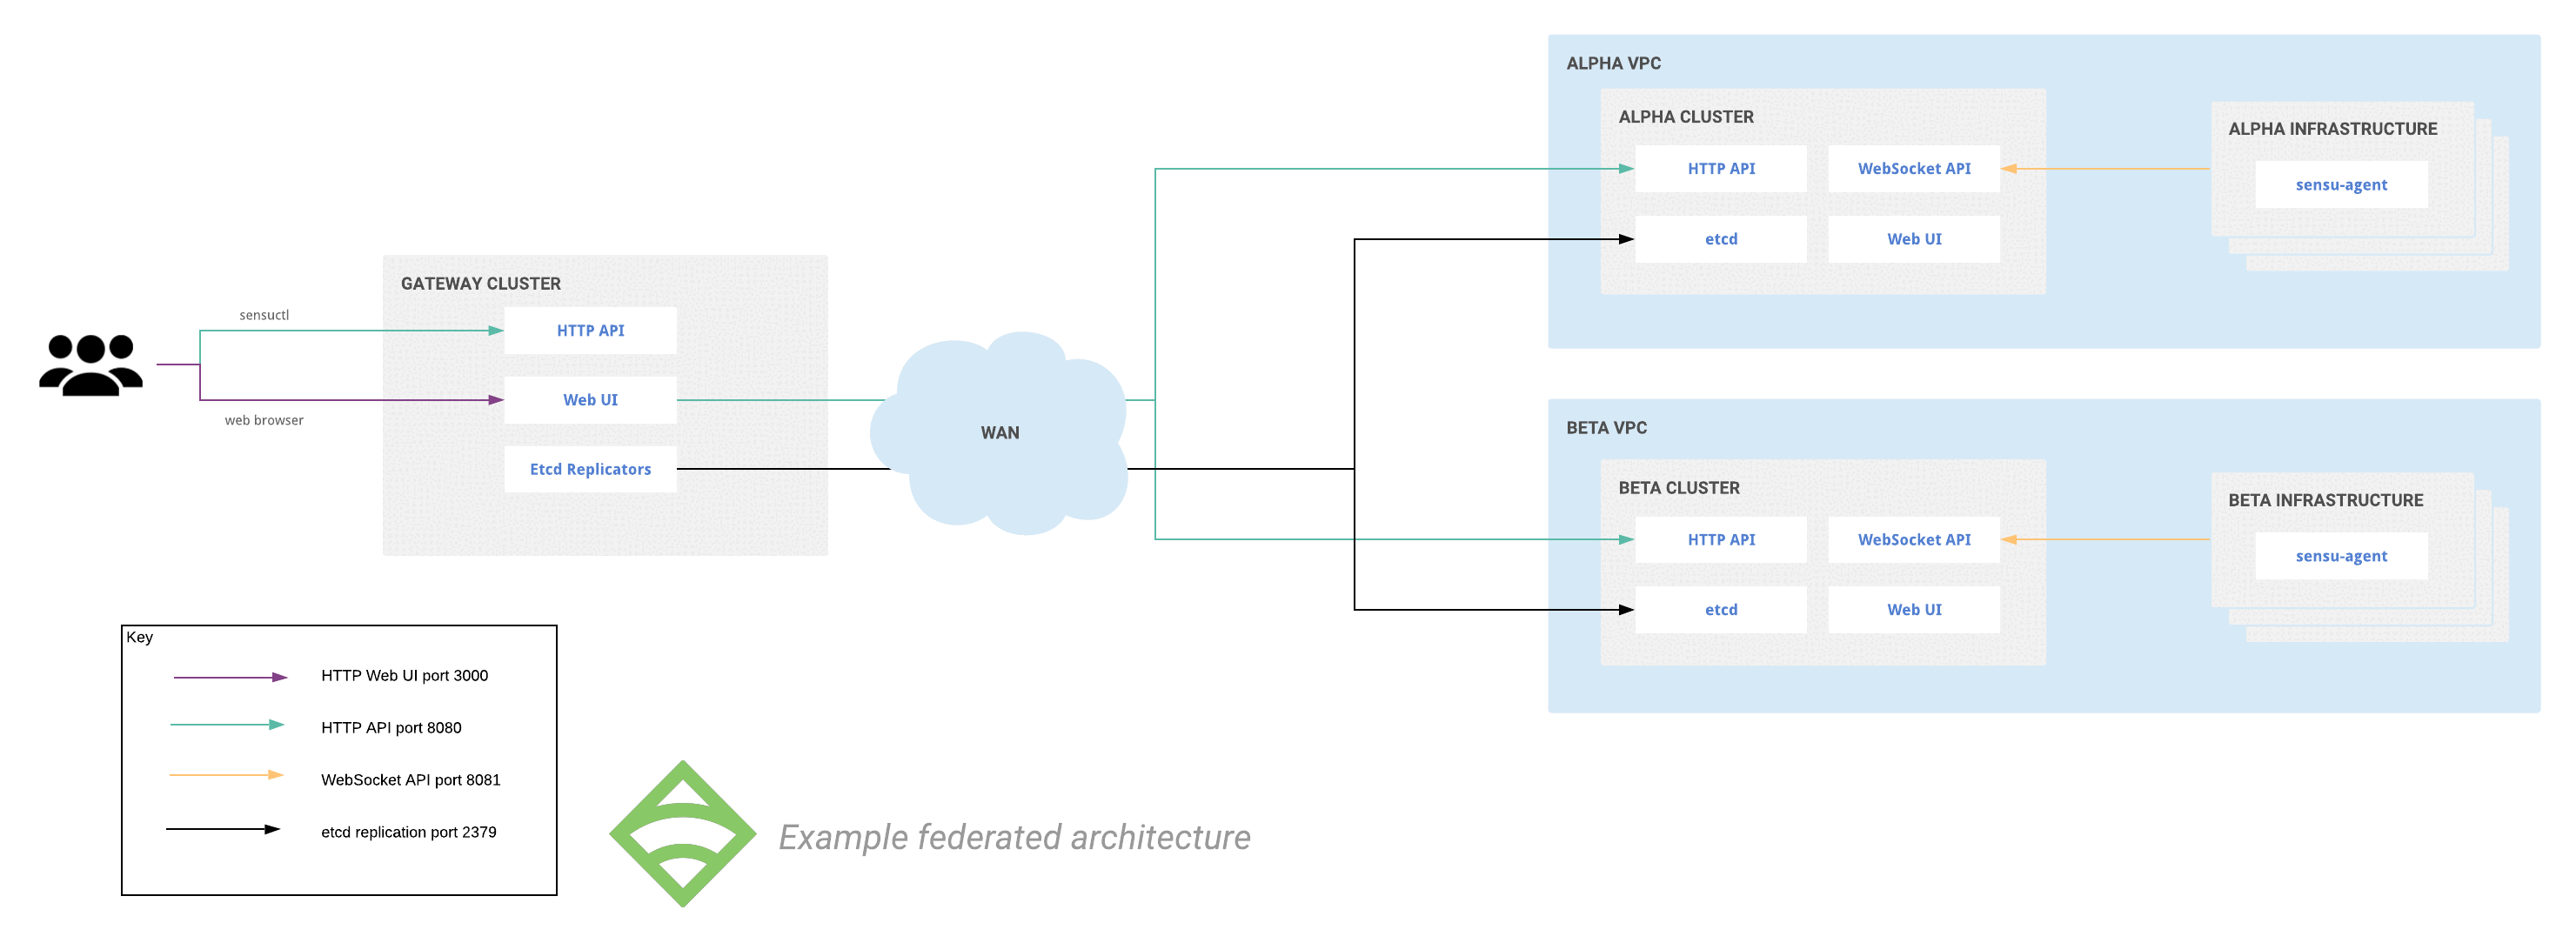 ALPHA VPC
ALPHA CLUSTER
HTTP API
WebSocket API
etcd
Web UI
ALPHA INFRASTRUCTURE
sensu-agent
GATEWAY CLUSTER
sensuctl
HTTP API
web browser
Web UI
Etcd Replicators
WAN
BETA VPC
BETA CLUSTER
HTTP API
WebSocket API
etcd
Web UI
BETA INFRASTRUCTURE
sensu-agent
Key
HTTP Web UI port 3000
HTTP API port 8080
WebSocket API port 8081
etcd replication port 2379
Example federated architecture